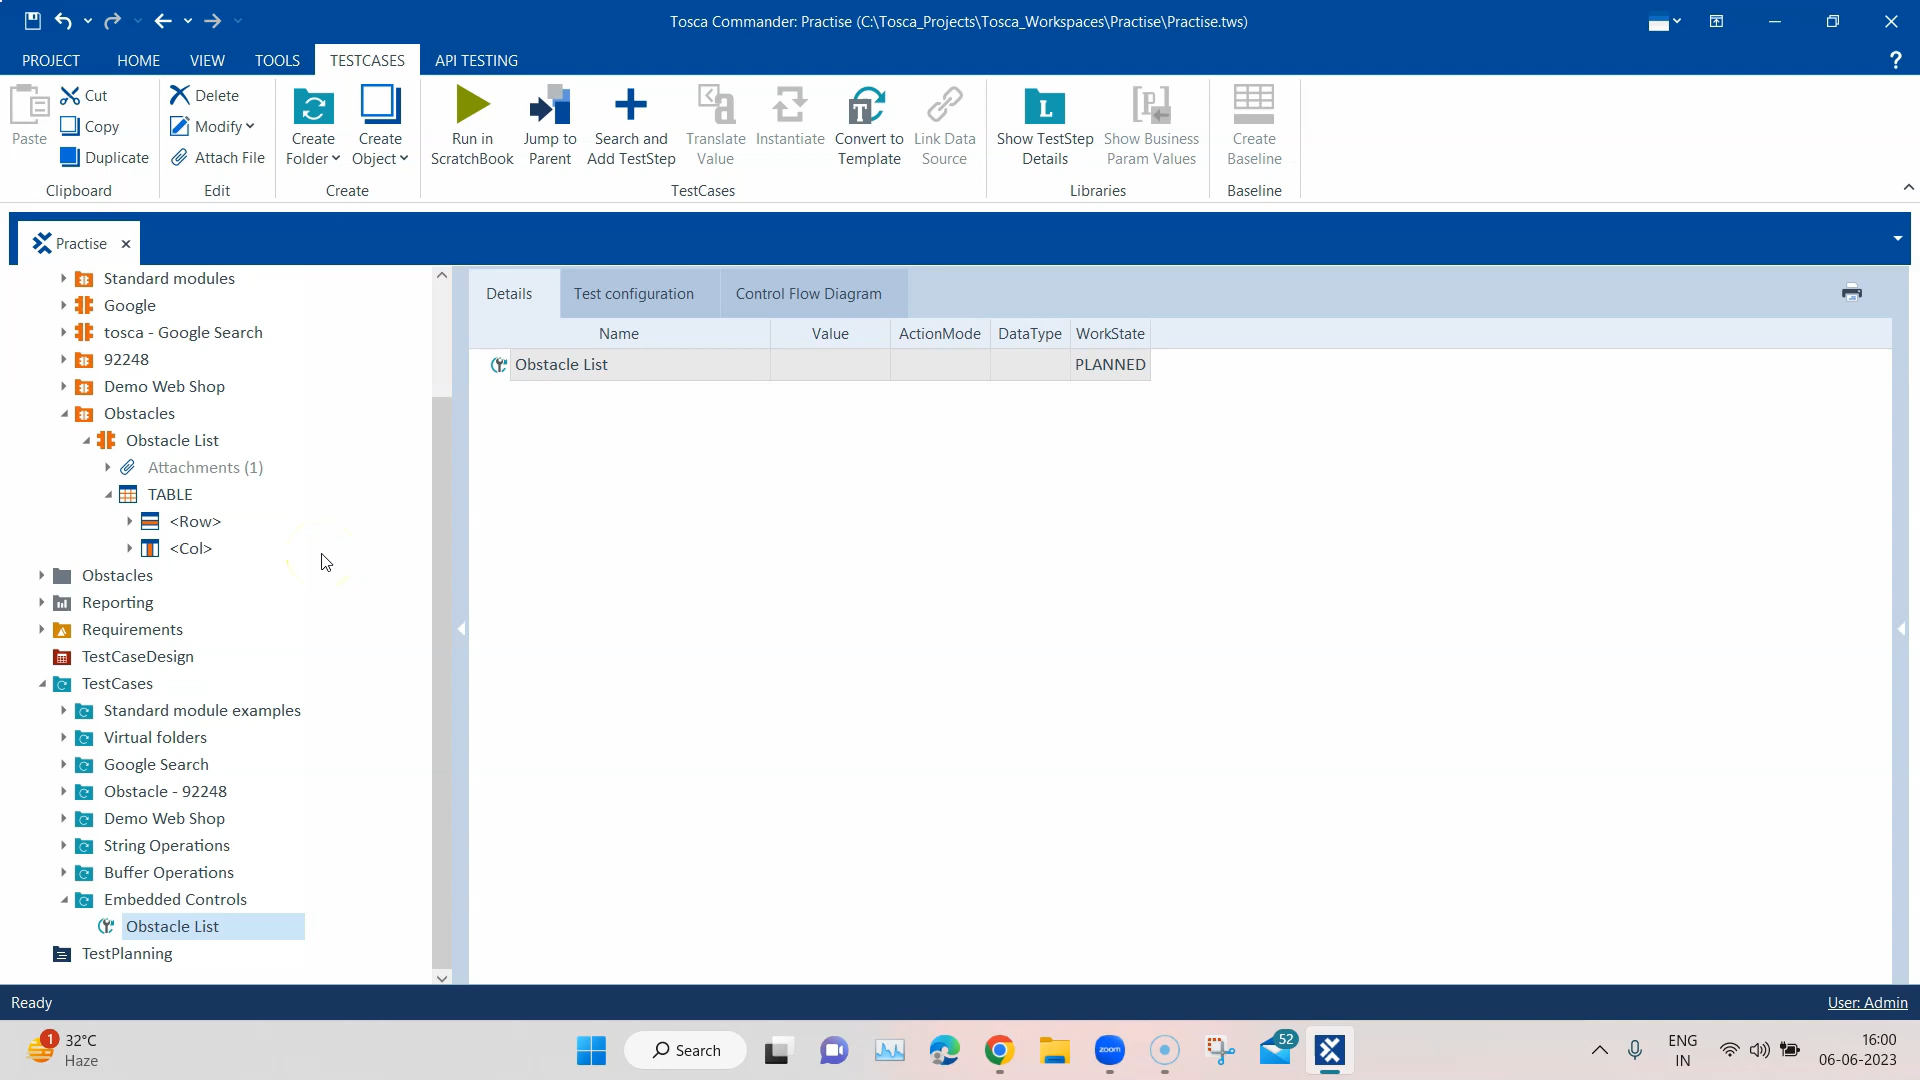 Tosca Commander: Practise (C:\Tosca_Projects\Tosca_Workspaces\Practise\Practise.tws)
PROJECT HOME VIEW TOOLS TESTCASES API TESTING ?
Paste
Cut
Copy
Duplicate
Clipboard
Delete
Modify
Attach File
Edit
Create Folder
Create Object
Create
Run in ScratchBook
Jump to Parent
Search and Add TestStep
Translate Value
Instantiate
Convert to Template
Link Data Source
TestCases
Show TestStep Details
Show Business Param Values
Libraries
Create Baseline
Baseline
Practise
Standard modules
Google
tosca - Google Search
92248
Demo Web Shop
Obstacles
Obstacle List
Attachments (1)
TABLE
<Row>
<Col>
Obstacles
Reporting
Requirements
TestCaseDesign
TestCases
Standard module examples
Virtual folders
Google Search
Obstacle - 92248
Demo Web Shop
String Operations
Buffer Operations
Embedded Controls
Obstacle List
TestPlanning
Details Test configuration Control Flow Diagram
Name Value ActionMode DataType WorkState
Obstacle List PLANNED
Ready
User: Admin
1
32°C
Haze
Search
zoom
52
ENG
IN
16:00
06-06-2023